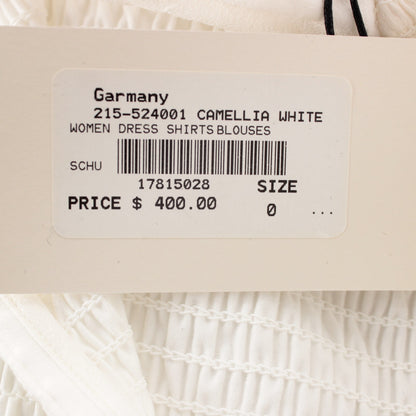 Garmany
215-524001 CAMELLIA WHITE
WOMEN DRESS SHIRTS BLOUSES
SCHU
17815028 SIZE
PRICE $ 400.00 0 ...